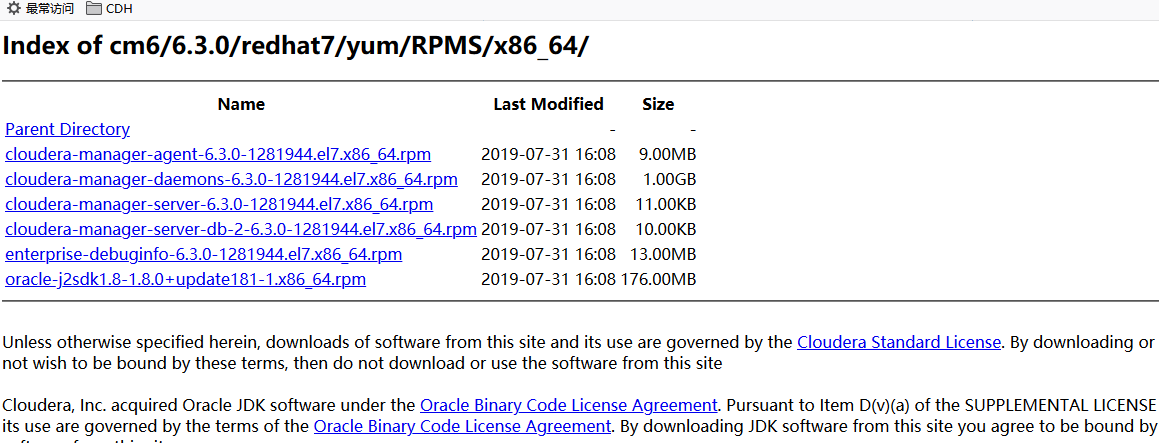 最常访问 CDH
Index of cm6/6.3.0/redhat7/yum/RPMS/x86_64/
Name Last Modified Size
Parent Directory - -
cloudera-manager-agent-6.3.0-1281944.el7.x86_64.rpm 2019-07-31 16:08 9.00MB
cloudera-manager-daemons-6.3.0-1281944.el7.x86_64.rpm 2019-07-31 16:08 1.00GB
cloudera-manager-server-6.3.0-1281944.el7.x86_64.rpm 2019-07-31 16:08 11.00KB
cloudera-manager-server-db-2-6.3.0-1281944.el7.x86_64.rpm 2019-07-31 16:08 10.00KB
enterprise-debuginfo-6.3.0-1281944.el7.x86_64.rpm 2019-07-31 16:08 13.00MB
oracle-j2sdk1.8-1.8.0+update181-1.x86_64.rpm 2019-07-31 16:08 176.00MB
Unless otherwise specified herein, downloads of software from this site and its use are governed by the Cloudera Standard License. By downloading or
not wish to be bound by these terms, then do not download or use the software from this site
Cloudera, Inc. acquired Oracle JDK software under the Oracle Binary Code License Agreement. Pursuant to Item D(v)(a) of the SUPPLEMENTAL LICENSE
its use are governed by the terms of the Oracle Binary Code License Agreement. By downloading JDK software from this site you agree to be bound by